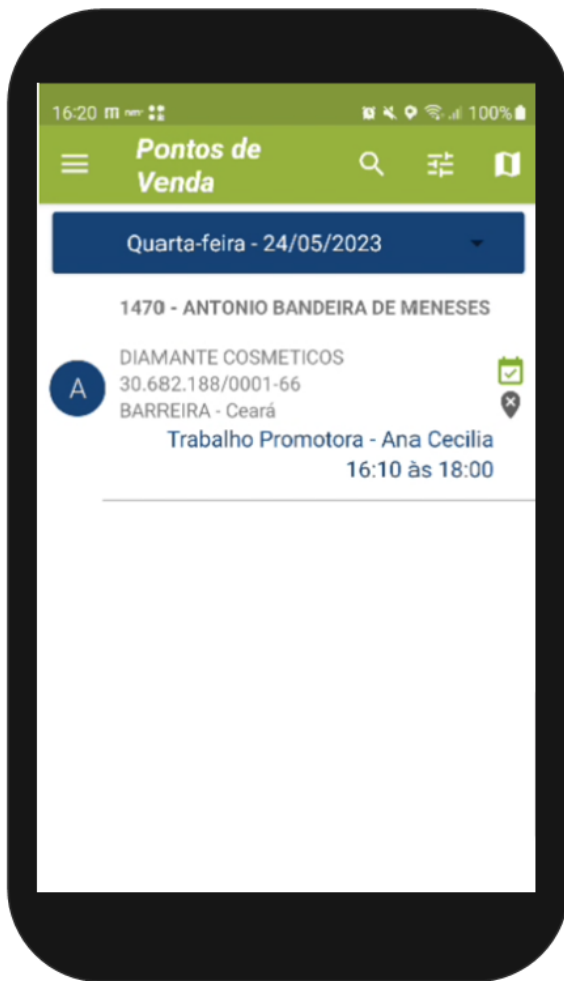 16:20 m
100%
Pontos de
Venda
Quarta-feira - 24/05/2023
1470 - ANTONIO BANDEIRA DE MENESES
A
DIAMANTE COSMETICOS
30.682.188/0001-66
BARREIRA - Ceará
Trabalho Promotora - Ana Cecilia
16:10 às 18:00